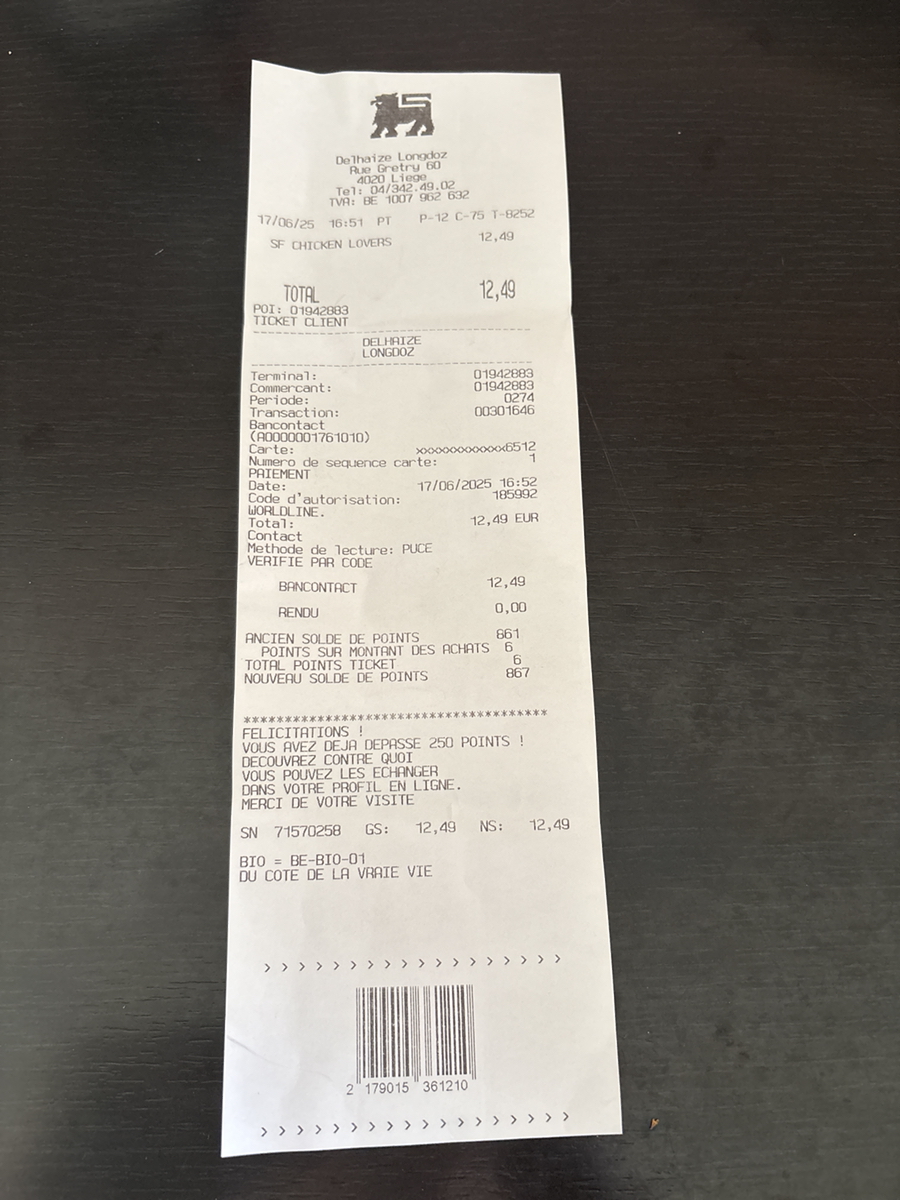 Delhaize Longdoz
Rue Gretry 60
4020 Liege
Tel: 04/342.49.02
TVA: BE 1007 962 632
17/06/25 16:51 PT P-12 C-75 T-8252
SF CHICKEN LOVERS 12,49
TOTAL 12,49
POI: 01942883
TICKET CLIENT
--------------------------------
DELHAIZE
LONGDOZ
--------------------------------
Terminal: 01942883
Commercant: 01942883
Periode: 0274
Transaction: 00301646
Bancontact
(A0000001761010)
Carte: xxxxxxxxxxxxx6512
Numero de sequence carte: 1
PAIEMENT
Date: 17/06/2025 16:52
Code d'autorisation: 185992
WORLDLINE.
Total: 12,49 EUR
Contact
Methode de lecture: PUCE
VERIFIE PAR CODE
BANCONTACT 12,49
RENDU 0,00
ANCIEN SOLDE DE POINTS 861
POINTS SUR MONTANT DES ACHATS 6
TOTAL POINTS TICKET 6
NOUVEAU SOLDE DE POINTS 867
**************************************
FELICITATIONS !
VOUS AVEZ DEJA DEPASSE 250 POINTS !
DECOUVREZ CONTRE QUOI
VOUS POUVEZ LES ECHANGER
DANS VOTRE PROFIL EN LIGNE.
MERCI DE VOTRE VISITE
SN 71570258 GS: 12,49 NS: 12,49
BIO = BE-BIO-01
DU COTE DE LA VRAIE VIE
> > > > > > > > > > > > > > > > > >
2 179015 361210
> > > > > > > > > > > > > > > > > >